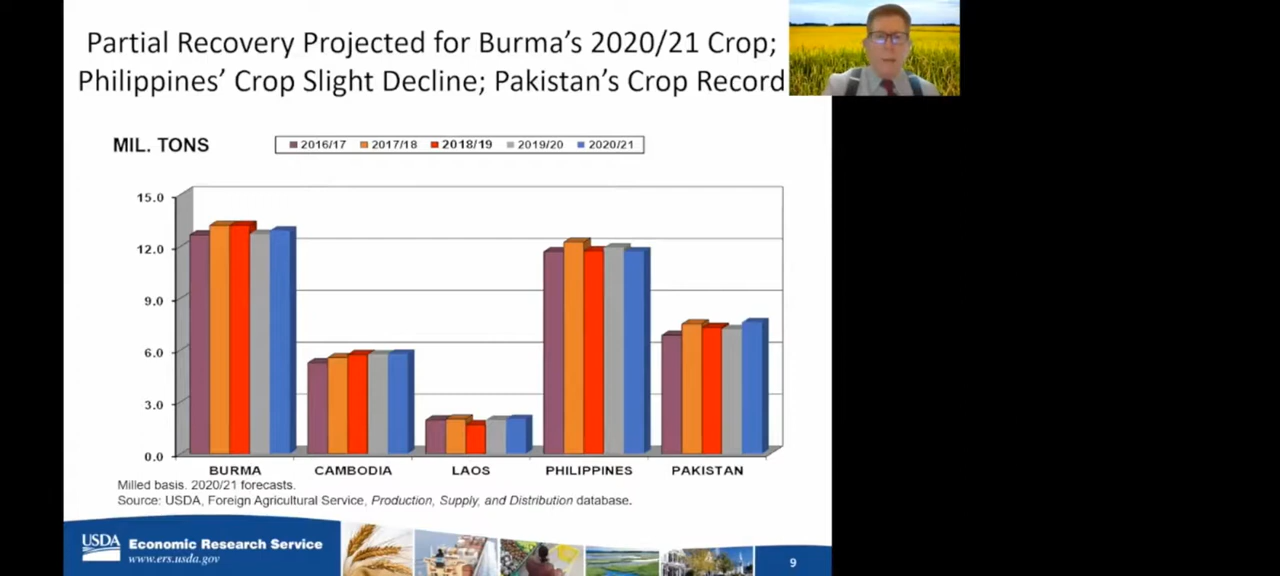 Partial Recovery Projected for Burma's 2020/21 Crop;
Philippines' Crop Slight Decline; Pakistan's Crop Record
MIL. TONS
2016/17 2017/18 2018/19 2019/20 2020/21
15.0
12.0
9.0
6.0
3.0
0.0
BURMA CAMBODIA LAOS PHILIPPINES PAKISTAN
Milled basis. 2020/21 forecasts.
Source: USDA, Foreign Agricultural Service, Production, Supply, and Distribution database.
USDA Economic Research Service
www.ers.usda.gov
9